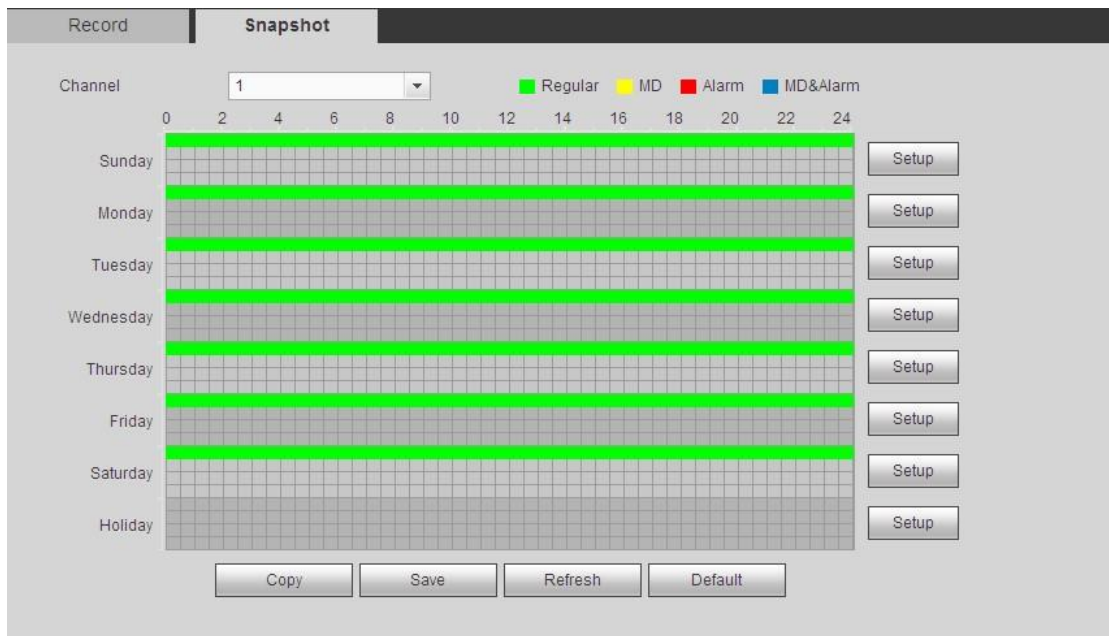 Record Snapshot
Channel 1 Regular MD Alarm MD&Alarm
0 2 4 6 8 10 12 14 16 18 20 22 24
Sunday Setup
Monday Setup
Tuesday Setup
Wednesday Setup
Thursday Setup
Friday Setup
Saturday Setup
Holiday Setup
Copy Save Refresh Default